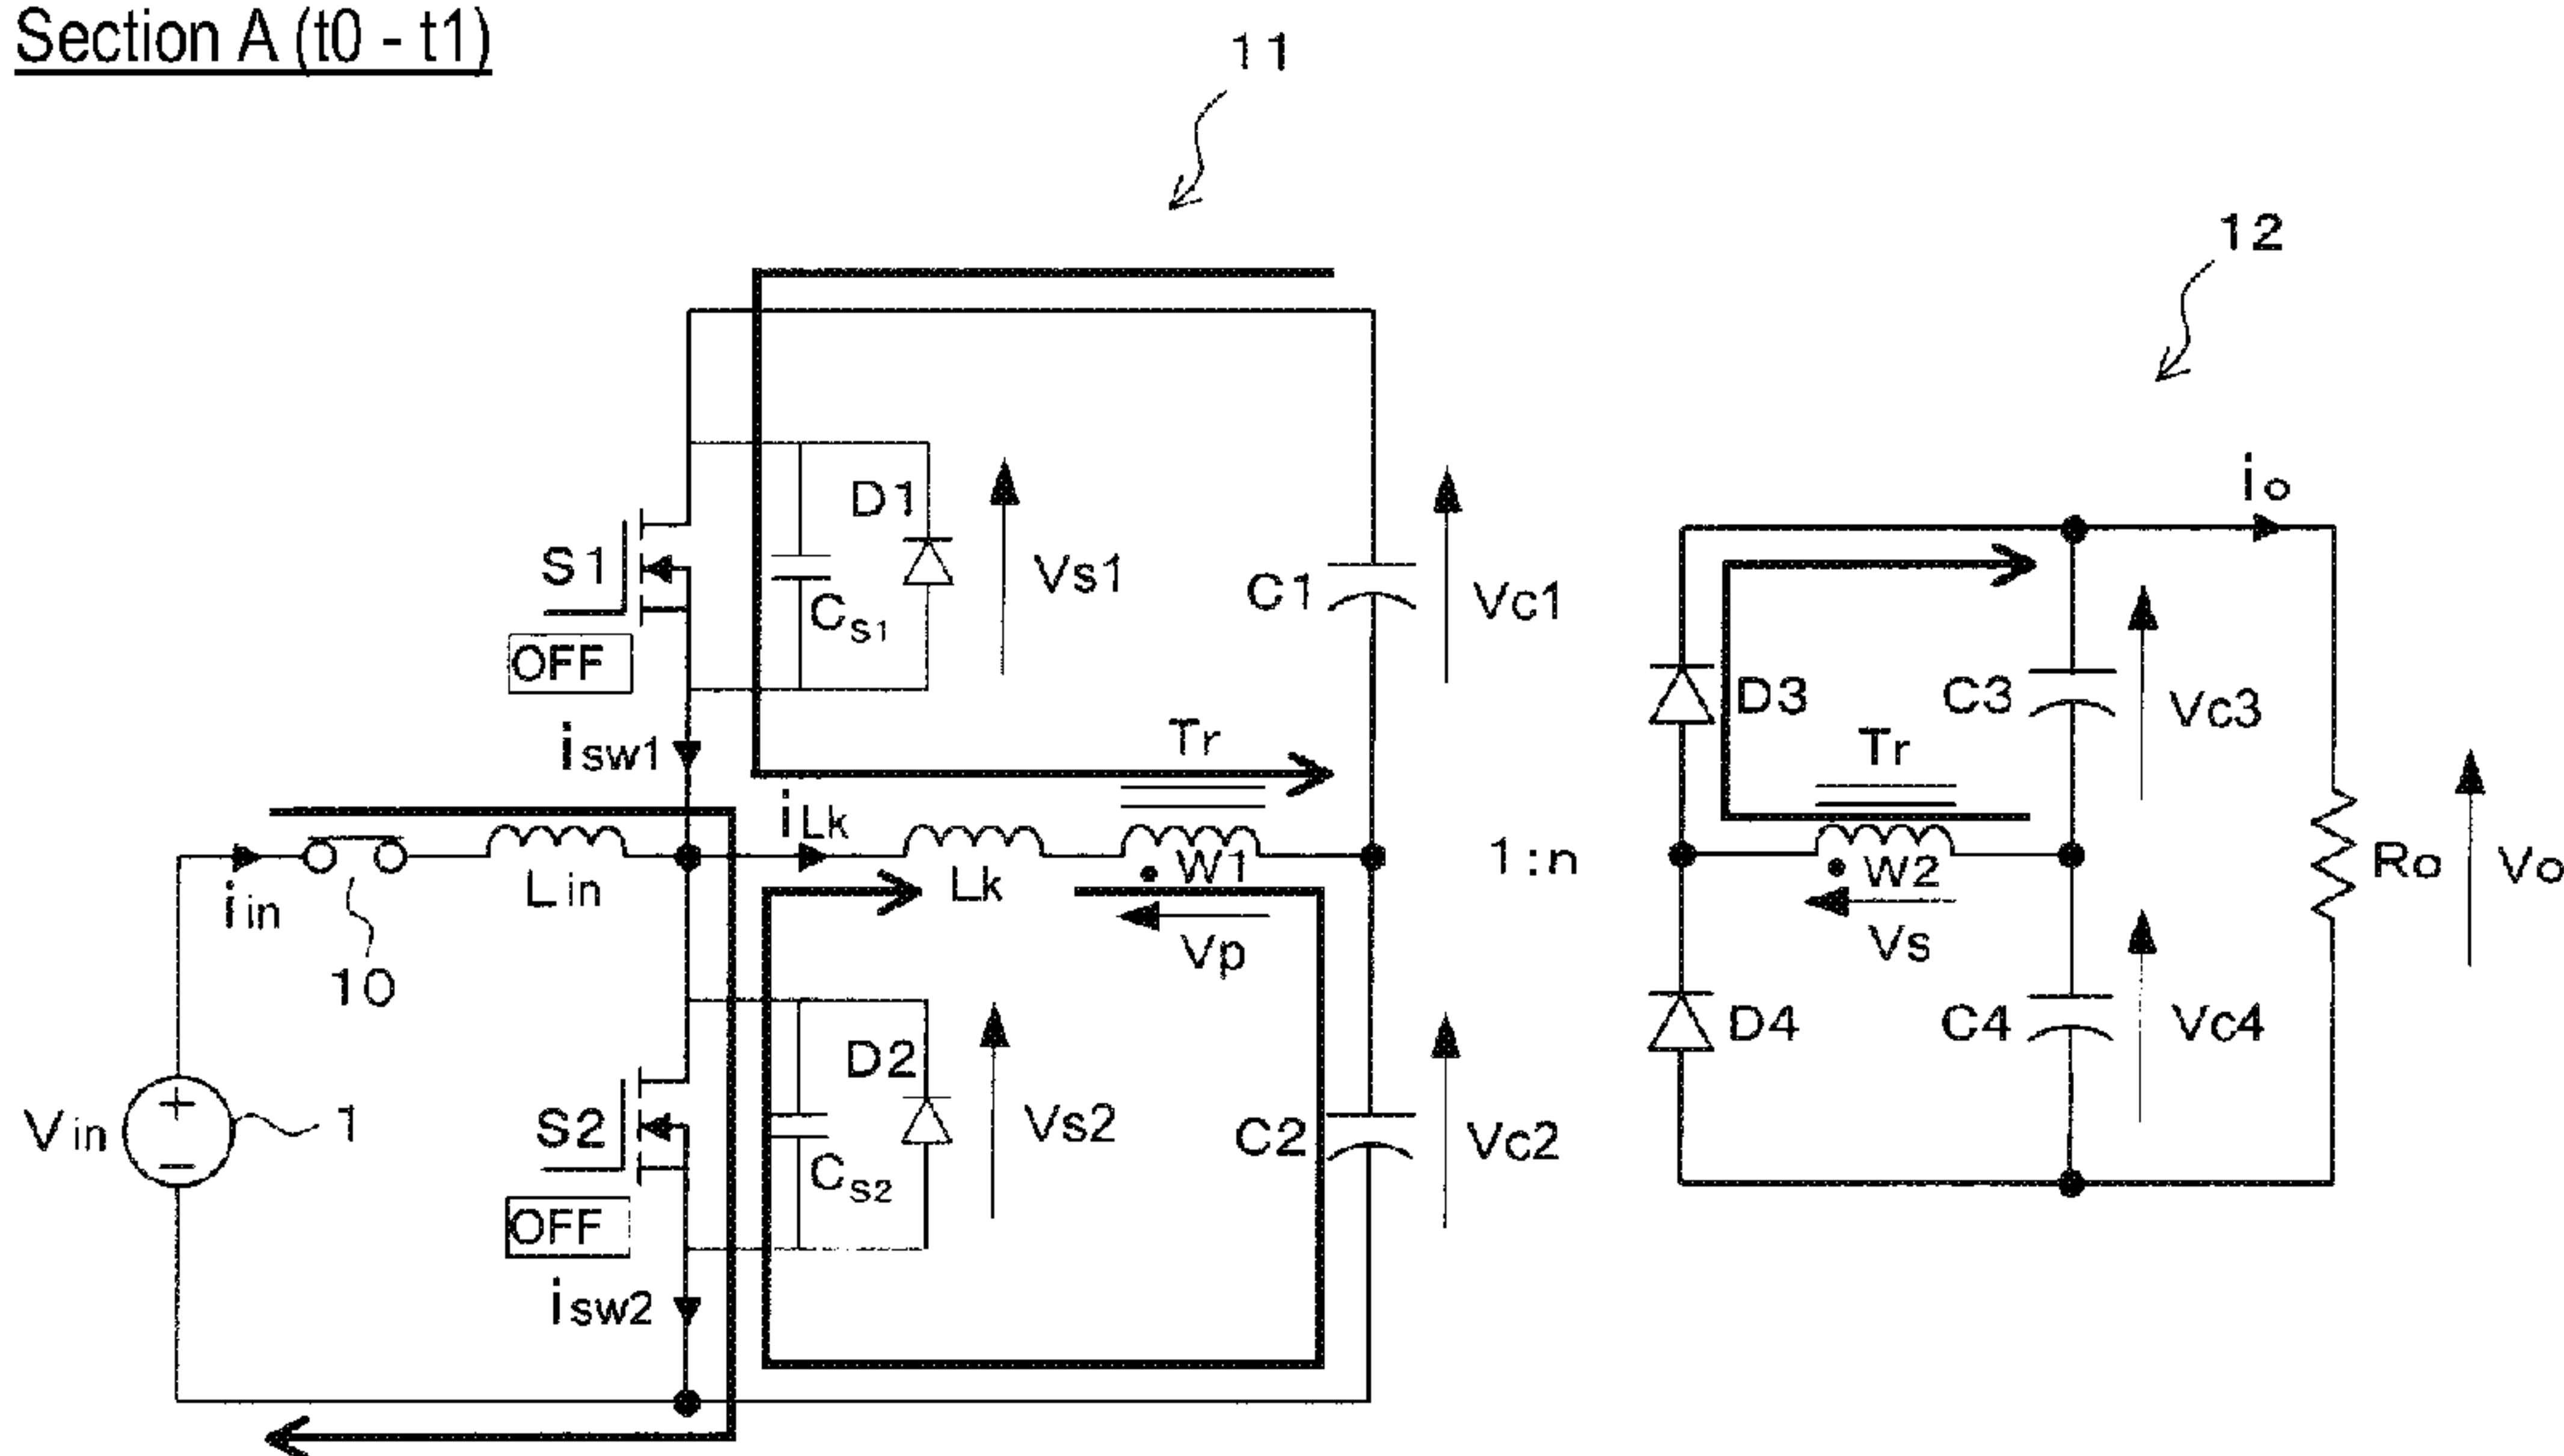 Section A (t0 - t1)
11
12
io
D1
Vs1
S1
Cs1
C1
Vc1
OFF
D3
C3
Vc3
isw1
Tr
Tr
iLk
iin
Lin
Lk
W1
1:n
W2
Ro
Vo
10
Vp
Vs
D4
C4
Vc4
D2
Vs2
Vin
1
S2
Cs2
C2
Vc2
OFF
isw2